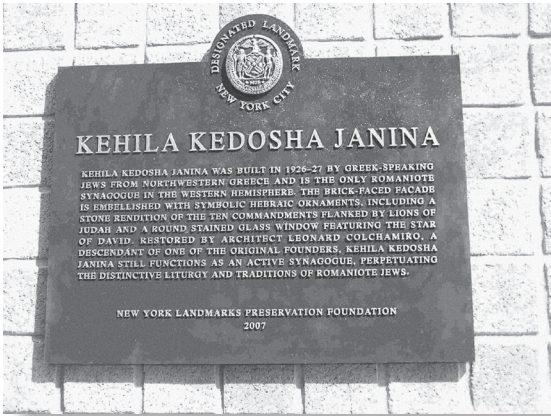 DESIGNATED LANDMARK
NEW YORK CITY
KEHILA KEDOSHA JANINA
KEHILA KEDOSHA JANINA WAS BUILT IN 1926–27 BY GREEK-SPEAKING
JEWS FROM NORTHWESTERN GREECE AND IS THE ONLY ROMANIOTE
SYNAGOGUE IN THE WESTERN HEMISPHERE. THE BRICK-FACED FACADE
IS EMBELLISHED WITH SYMBOLIC HEBRAIC ORNAMENTS, INCLUDING A
STONE RENDITION OF THE TEN COMMANDMENTS FLANKED BY LIONS OF
JUDAH AND A ROUND STAINED GLASS WINDOW FEATURING THE STAR
OF DAVID. RESTORED BY ARCHITECT LEONARD COLCHAMIRO, A
DESCENDANT OF ONE OF THE ORIGINAL FOUNDERS, KEHILA KEDOSHA
JANINA STILL FUNCTIONS AS AN ACTIVE SYNAGOGUE, PERPETUATING
THE DISTINCTIVE LITURGY AND TRADITIONS OF ROMANIOTE JEWS.
NEW YORK LANDMARKS PRESERVATION FOUNDATION
2007